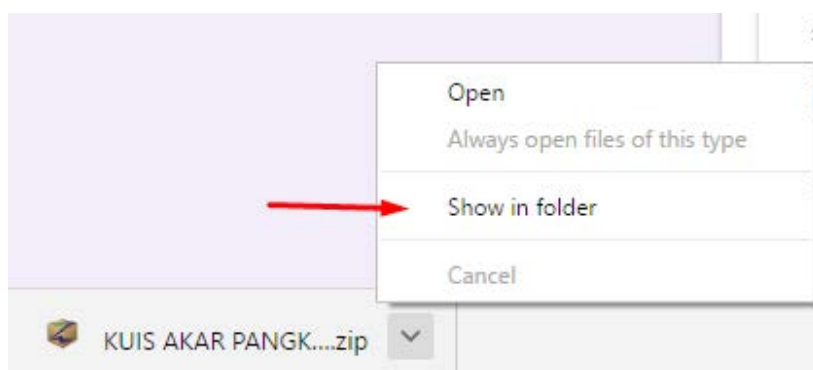 Open
Always open files of this type
Show in folder
Cancel
KUIS AKAR PANGK....zip